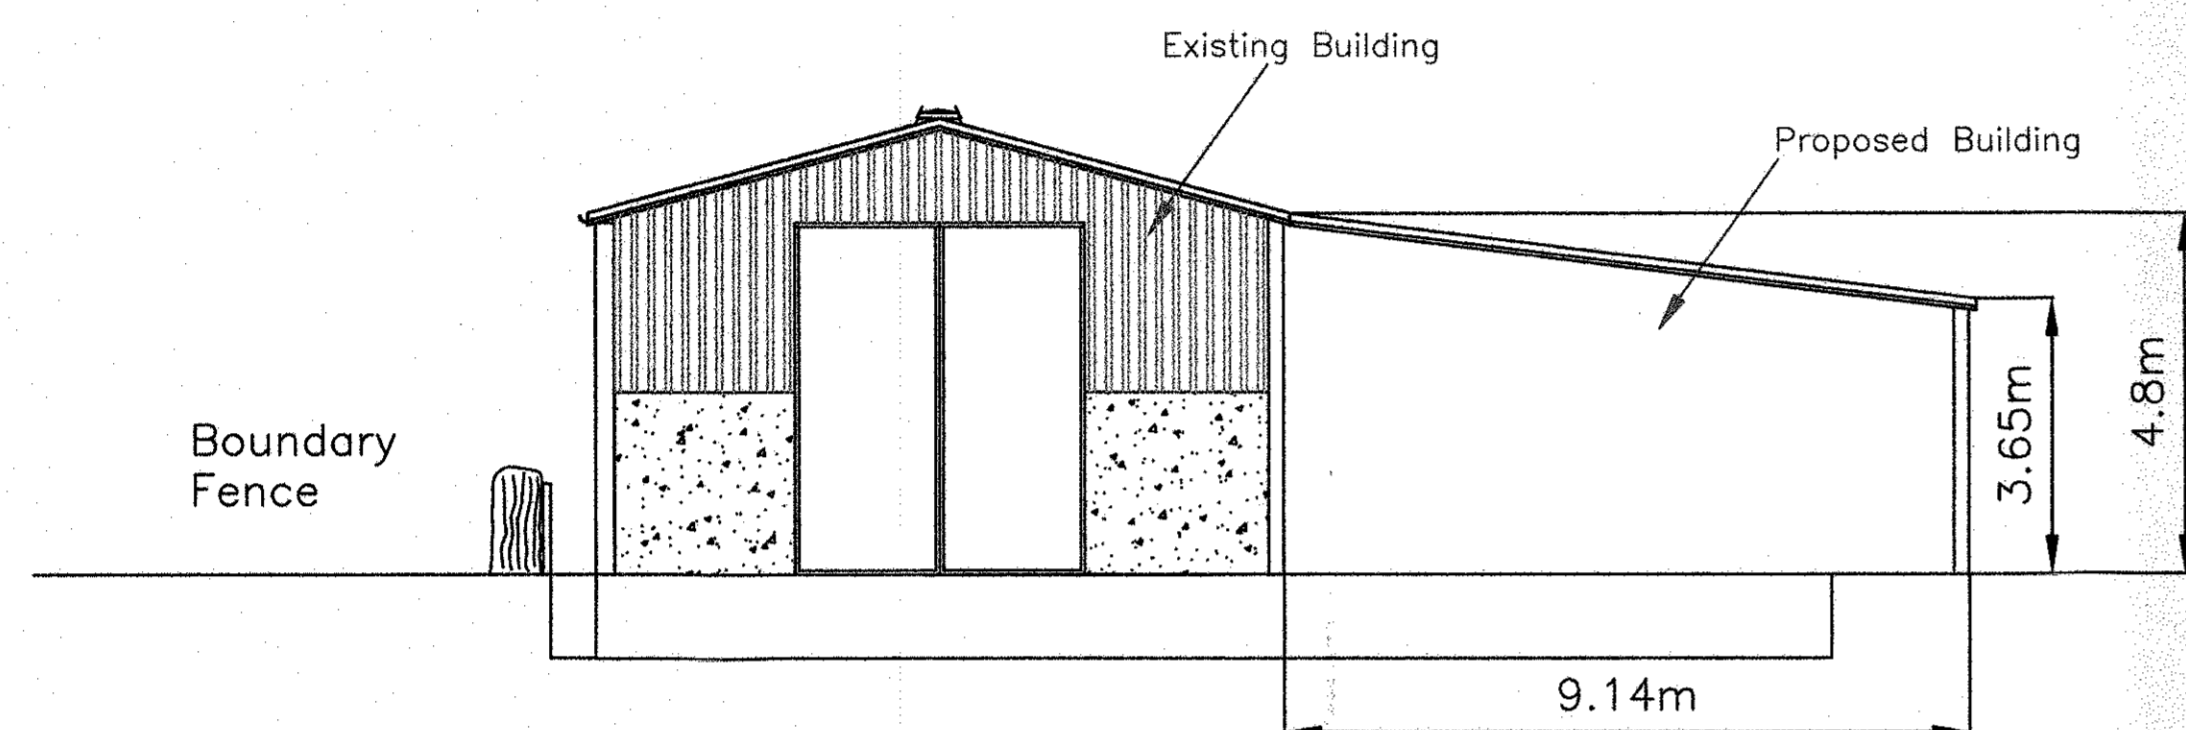 Existing Building
Proposed Building
Boundary
Fence
3.65m
4.8m
9.14m